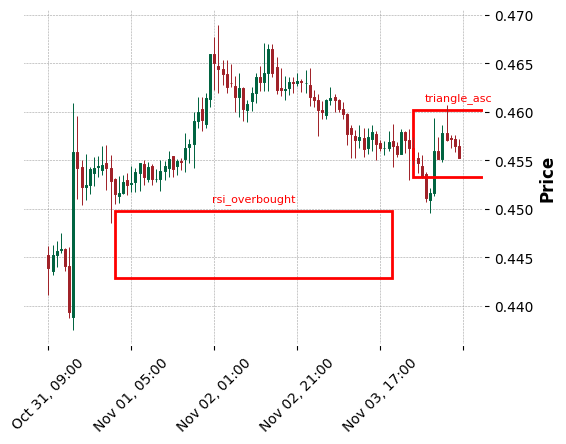 0.470
0.465
triangle_asc
0.460
0.455
rsi_overbought
0.450
0.445
0.440
Price
Oct 31, 09:00
Nov 01, 05:00
Nov 02, 01:00
Nov 02, 21:00
Nov 03, 17:00